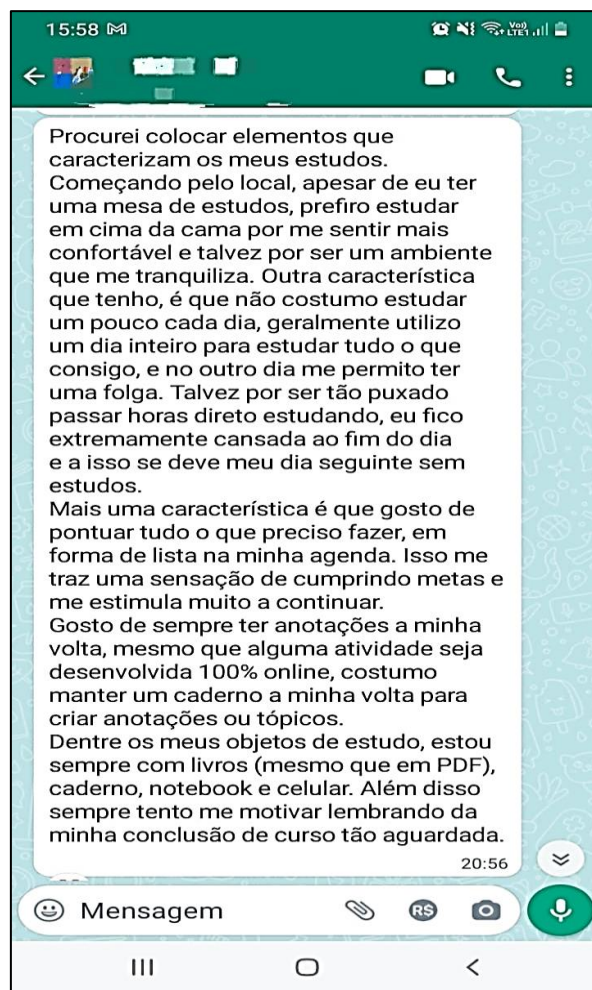 15:58
Procurei colocar elementos que
caracterizam os meus estudos.
Começando pelo local, apesar de eu ter
uma mesa de estudos, prefiro estudar
em cima da cama por me sentir mais
confortável e talvez por ser um ambiente
que me tranquiliza. Outra característica
que tenho, é que não costumo estudar
um pouco cada dia, geralmente utilizo
um dia inteiro para estudar tudo o que
consigo, e no outro dia me permito ter
uma folga. Talvez por ser tão puxado
passar horas direto estudando, eu fico
extremamente cansada ao fim do dia
e a isso se deve meu dia seguinte sem
estudos.
Mais uma característica é que gosto de
pontuar tudo o que preciso fazer, em
forma de lista na minha agenda. Isso me
traz uma sensação de cumprindo metas e
me estimula muito a continuar.
Gosto de sempre ter anotações a minha
volta, mesmo que alguma atividade seja
desenvolvida 100% online, costumo
manter um caderno a minha volta para
criar anotações ou tópicos.
Dentre os meus objetos de estudo, estou
sempre com livros (mesmo que em PDF),
caderno, notebook e celular. Além disso
sempre tento me motivar lembrando da
minha conclusão de curso tão aguardada.
20:56
Mensagem R$